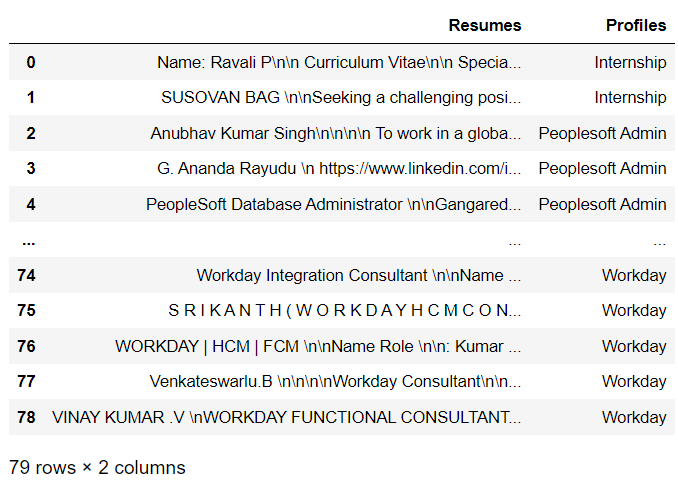 Resumes Profiles
0 Name: Ravali P\n\n Curriculum Vitae\n\n Specia... Internship
1 SUSOVAN BAG \n\nSeeking a challenging posi... Internship
2 Anubhav Kumar Singh\n\n\n\n To work in a globa... Peoplesoft Admin
3 G. Ananda Rayudu \n https://www.linkedin.com/i... Peoplesoft Admin
4 PeopleSoft Database Administrator \n\nGangared... Peoplesoft Admin
... ... ...
74 Workday Integration Consultant \n\nName ... Workday
75 S R I K A N T H ( W O R K D A Y H C M C O N... Workday
76 WORKDAY | HCM | FCM \n\nName Role \n\n: Kumar ... Workday
77 Venkateswarlu.B \n\n\n\nWorkday Consultant\n\n... Workday
78 VINAY KUMAR .V \nWORKDAY FUNCTIONAL CONSULTANT... Workday
79 rows × 2 columns